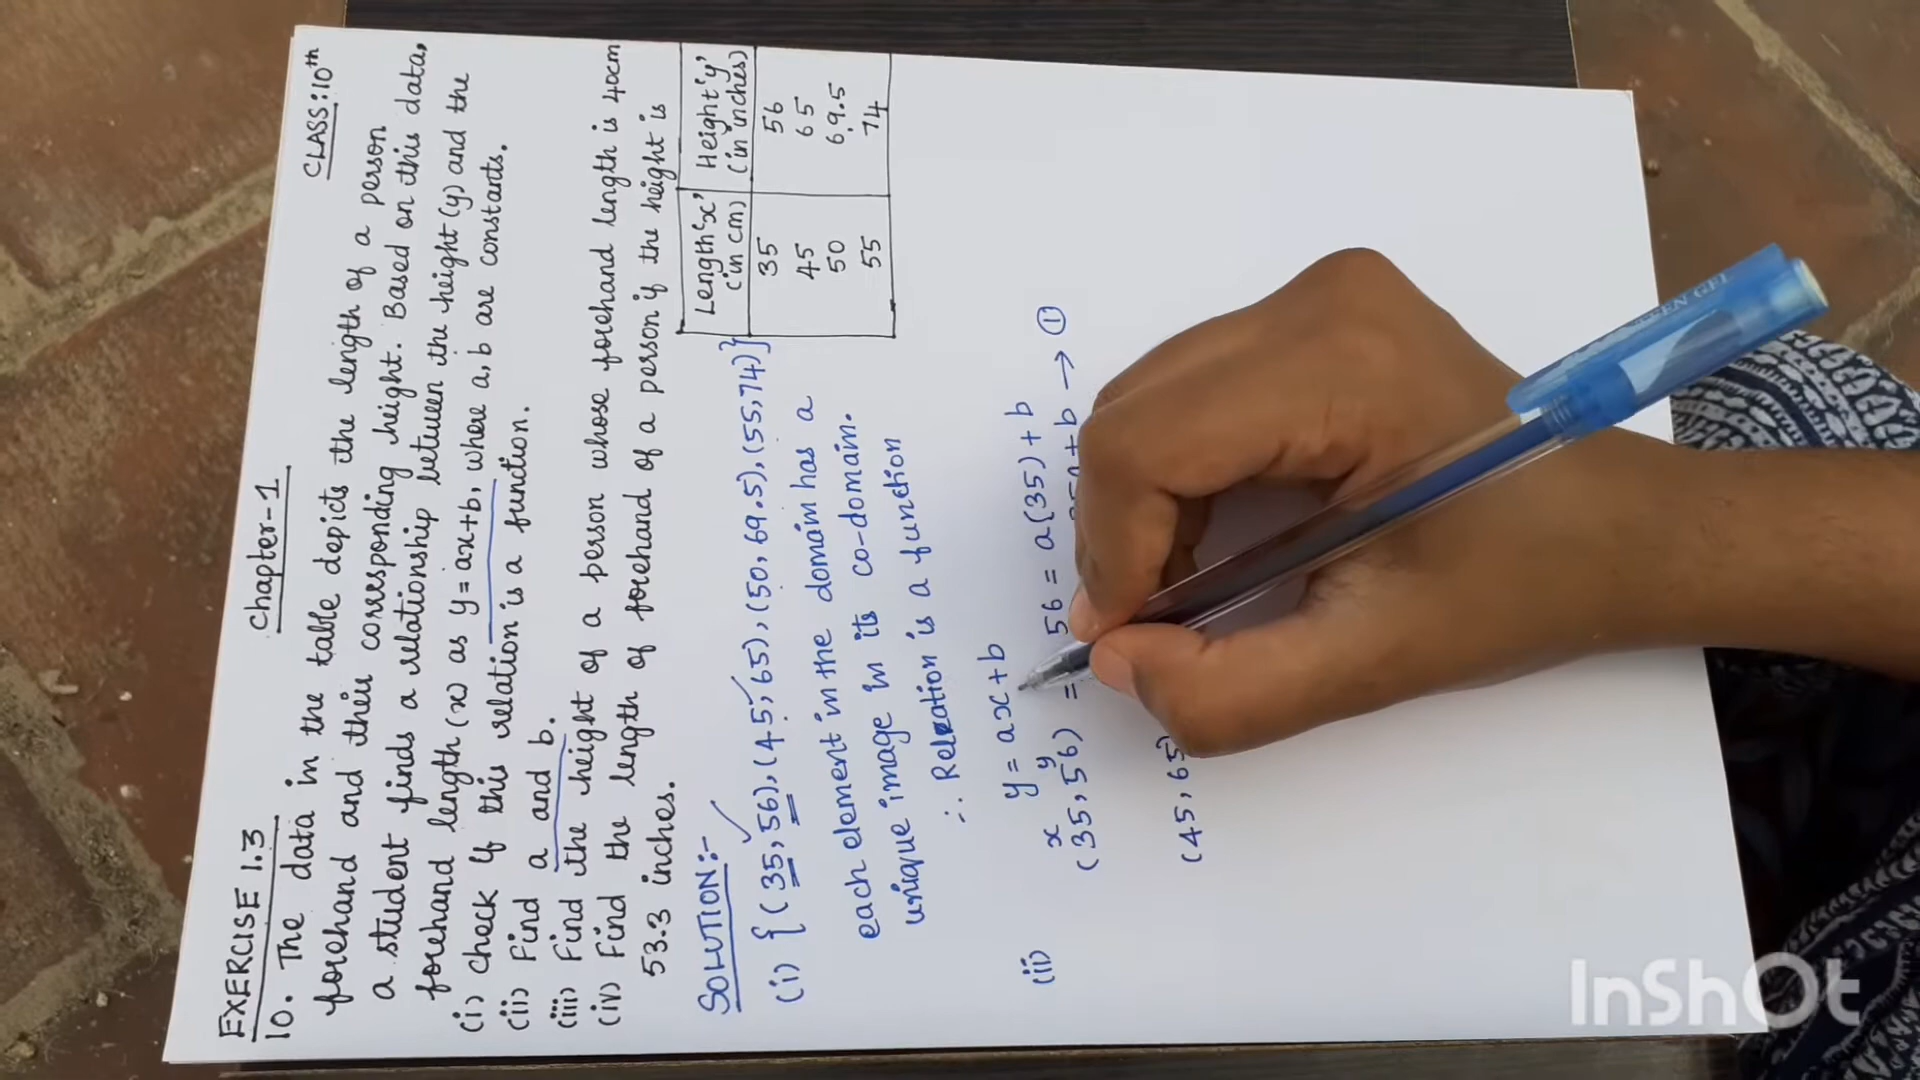 Chapter-1
CLASS:10th
EXERCISE 1.3
10. The data in the table depicts the length of a person
forehand and their corresponding height. Based on this data,
a student finds a relationship between the height (y) and the
forehand length (x) as y=ax+b, where a, b are constants.
(i) check if this relation is a function.
(ii) Find a and b.
(iii) Find the height of a person whose forehand length is 40cm
(iv) Find the length of forehand of a person if the height is
53.3 inches.
Length 'x' (in cm) Height 'y' (in inches)
35 56
45 65
50 69.5
55 74
SOLUTION:-
(i) {(35,56),(45,65),(50,69.5),(55,74)}
each element in the domain has a
unique image in its co-domain.
∴ Relation is a function
(ii) y=ax+b
x y
(35,56) = 56 = a(35)+b
+b → ①
(45,65)
InShOt